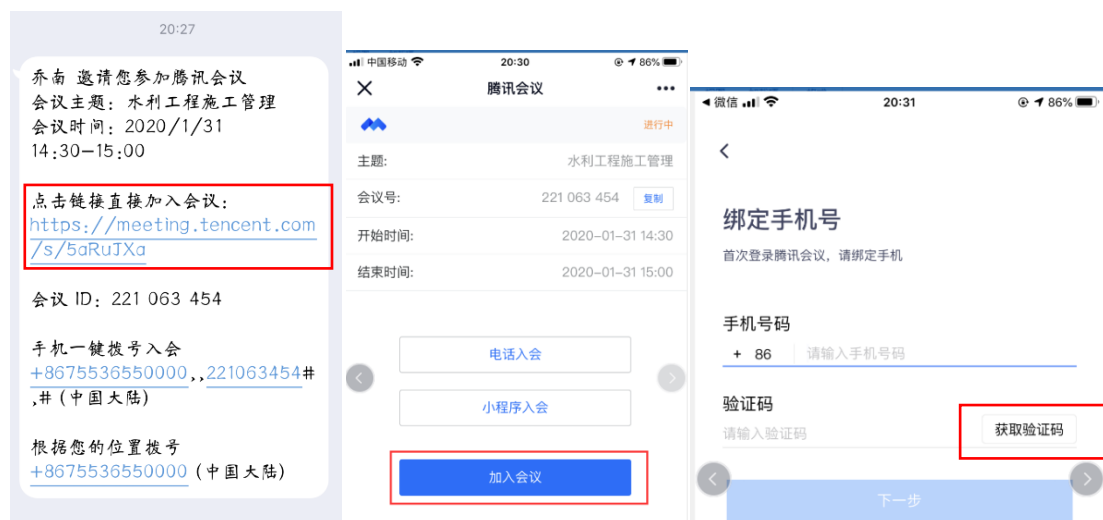 20:27
乔南 邀请您参加腾讯会议
会议主题：水利工程施工管理
会议时间：2020/1/31
14:30-15:00
点击链接直接加入会议：
https://meeting.tencent.com
/s/5aRuJXa
会议 ID：221 063 454
手机一键拨号入会
+8675536550000,,221063454#
,# (中国大陆)
根据您的位置拨号
+8675536550000 (中国大陆)
中国移动 20:30 86%
腾讯会议
进行中
主题: 水利工程施工管理
会议号: 221 063 454 复制
开始时间: 2020-01-31 14:30
结束时间: 2020-01-31 15:00
电话入会
小程序入会
加入会议
微信 20:31 86%
绑定手机号
首次登录腾讯会议，请绑定手机
手机号码
+ 86 请输入手机号码
验证码
请输入验证码 获取验证码
下一步